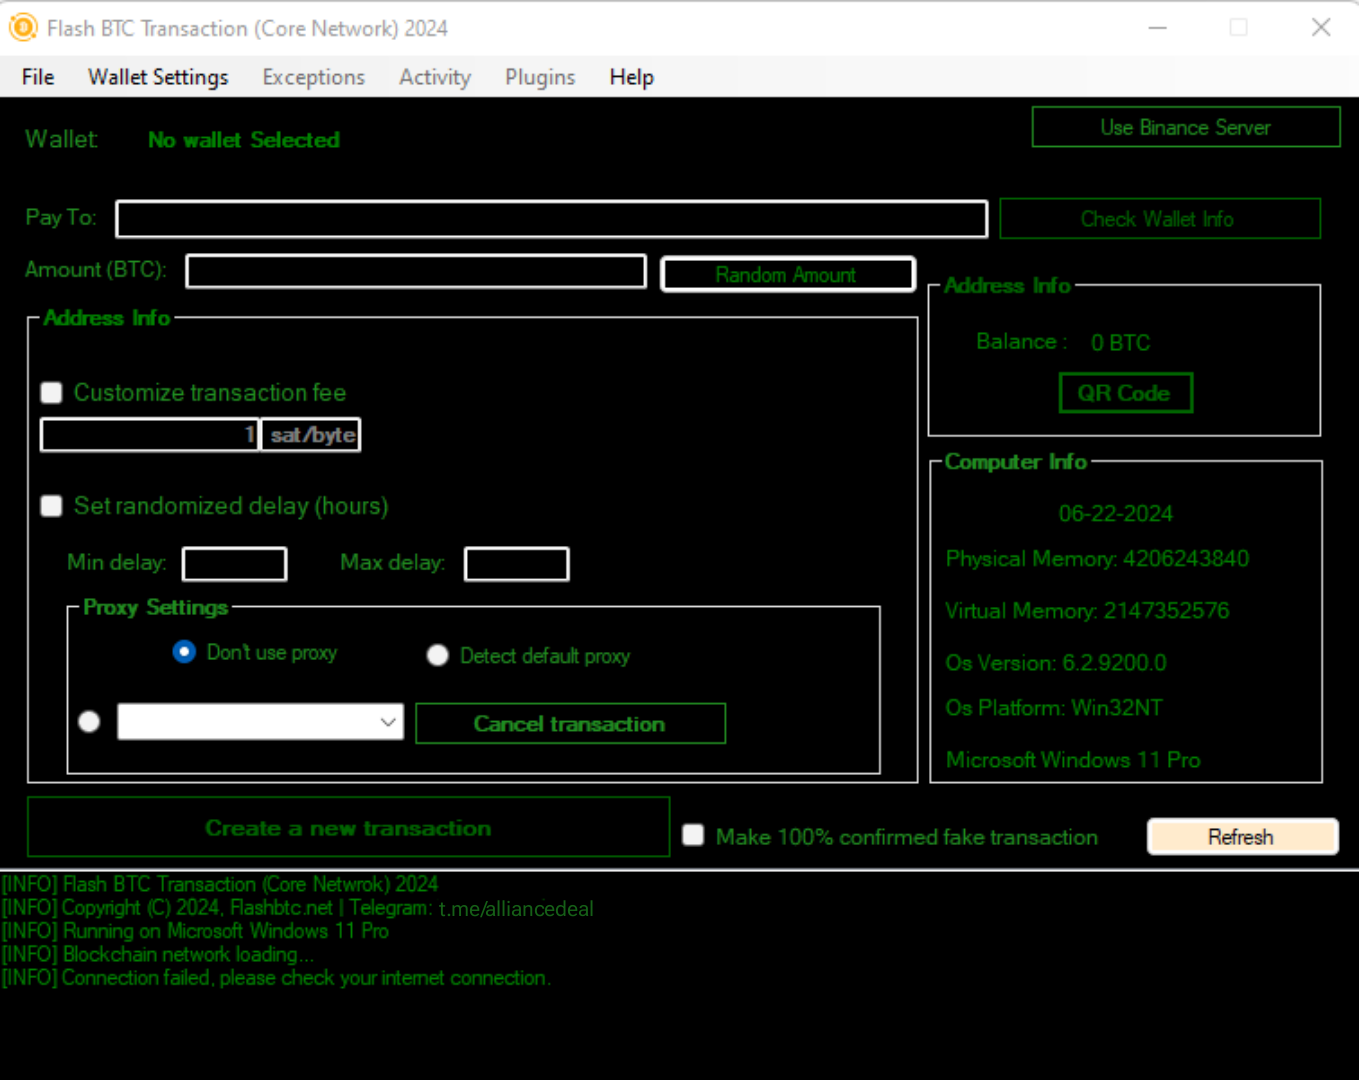 Flash BTC Transaction (Core Network) 2024
File Wallet Settings Exceptions Activity Plugins Help
Wallet: No wallet Selected
Use Binance Server
Pay To:
Check Wallet Info
Amount (BTC):
Random Amount
Address Info
Customize transaction fee
1 sat/byte
Set randomized delay (hours)
Min delay: Max delay:
Proxy Settings
Don't use proxy Detect default proxy
Cancel transaction
Address Info
Balance : 0 BTC
QR Code
Computer Info
06-22-2024
Physical Memory: 4206243840
Virtual Memory: 2147352576
Os Version: 6.2.9200.0
Os Platform: Win32NT
Microsoft Windows 11 Pro
Create a new transaction
Make 100% confirmed fake transaction
Refresh
[INFO] Flash BTC Transaction (Core Netwrok) 2024
[INFO] Copyright (C) 2024, Flashbtc.net | Telegram: t.me/alliancedeal
[INFO] Running on Microsoft Windows 11 Pro
[INFO] Blockchain network loading...
[INFO] Connection failed, please check your internet connection.